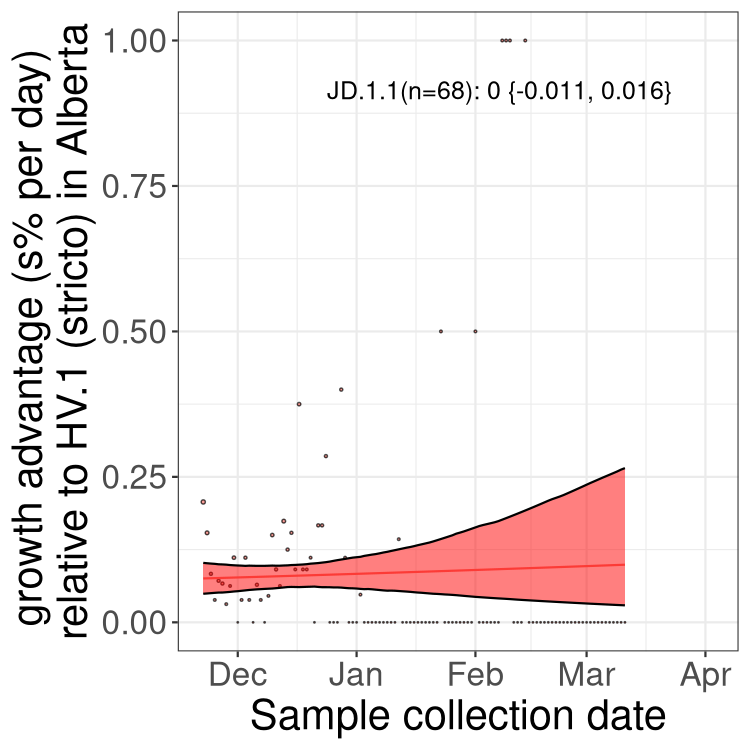 growth advantage (s% per day)
relative to HV.1 (stricto) in Alberta
1.00
0.75
0.50
0.25
0.00
JD.1.1(n=68): 0 {-0.011, 0.016}
Dec Jan Feb Mar Apr
Sample collection date